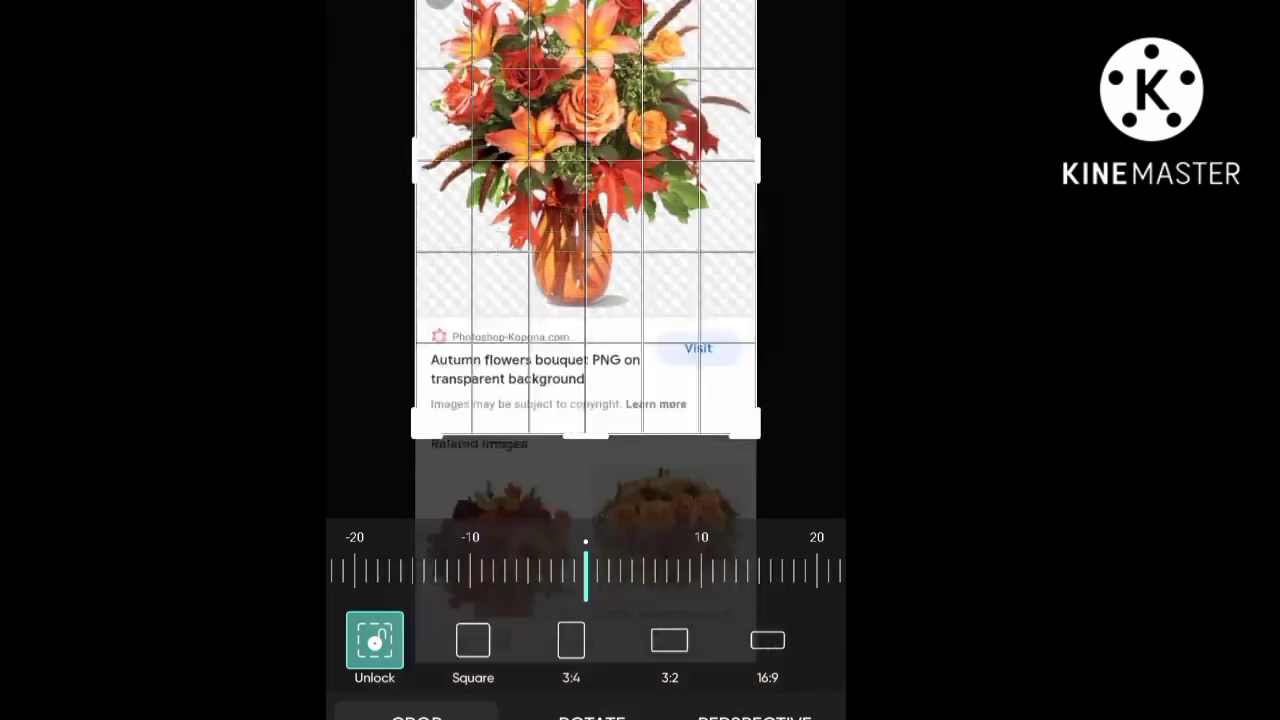 K
KINEMASTER
Photoshop-Kopona.com
Visit
Autumn flowers bouquet PNG on
transparent background
Images may be subject to copyright. Learn more
Related images
-20 -10 10 20
Unlock Square 3:4 3:2 16:9
CROP ROTATE PERSPECTIVE